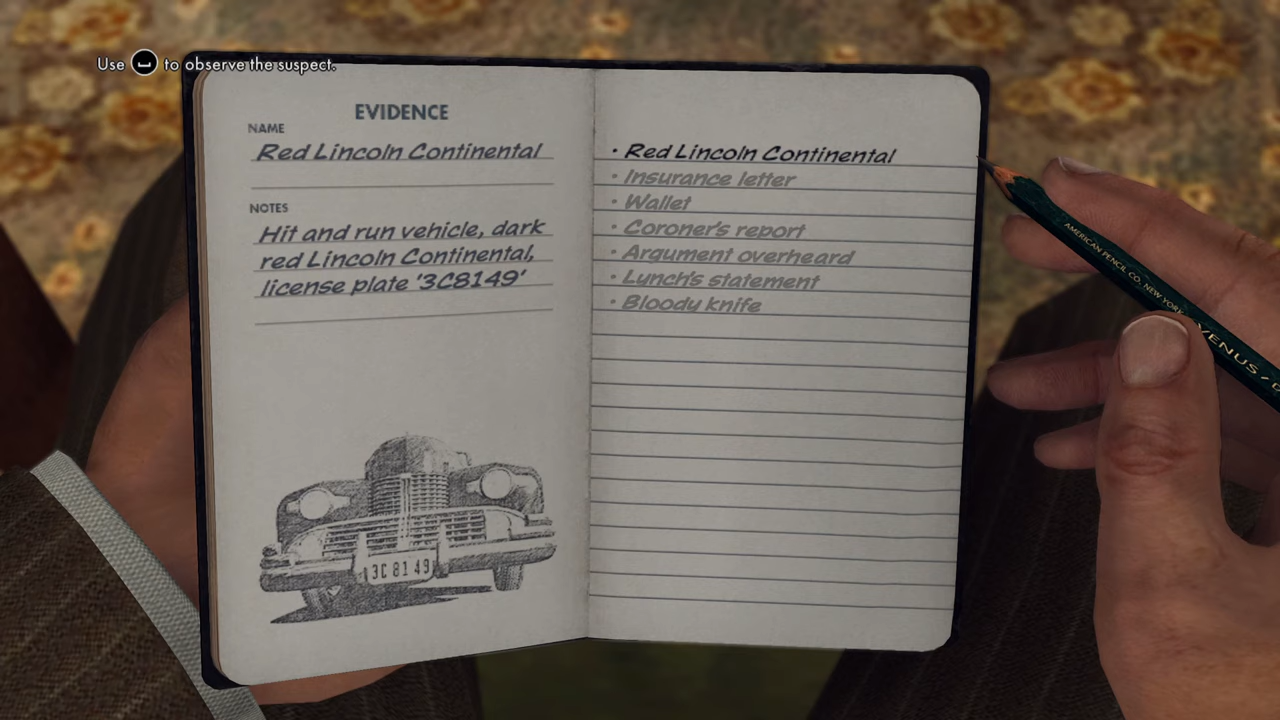 Use to observe the suspect.
EVIDENCE
NAME
Red Lincoln Continental
NOTES
Hit and run vehicle, dark
red Lincoln Continental,
license plate '3C8149'
3C 81 49
· Red Lincoln Continental
· Insurance letter
· Wallet
· Coroner's report
· Argument overheard
· Lynch's statement
· Bloody knife
AMERICAN PENCIL CO. NEW YORK
VENUS